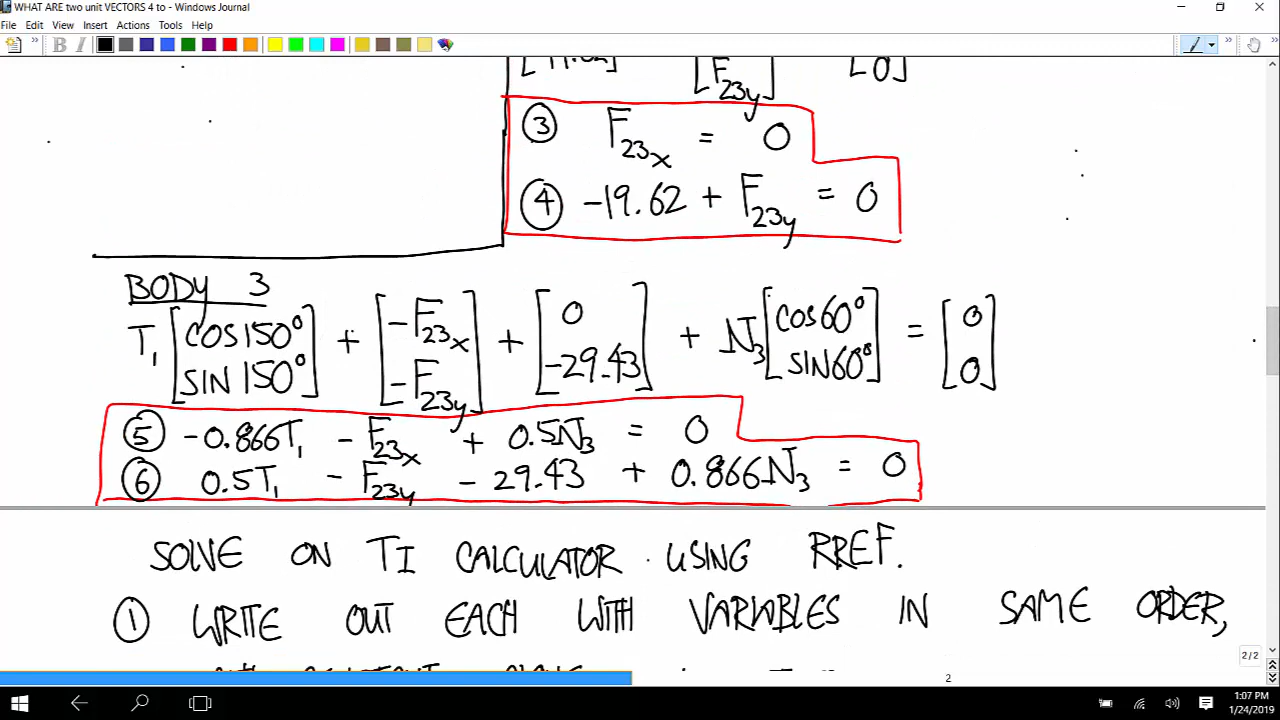 WHAT ARE two unit VECTORS 4 to - Windows Journal
File Edit View Insert Actions Tools Help
B I
F23y 0
③ F23x = 0
④ -19.62 + F23y = 0
BODY 3
T1 [COS150° SIN150°] + [-F23x -F23y] + [0 -29.43] + N3 [COS60° SIN60°] = [0 0]
⑤ -0.866T1 - F23x + 0.5N3 = 0
⑥ 0.5T1 - F23y - 29.43 + 0.866N3 = 0
SOLVE ON TI CALCULATOR USING RREF.
① WRITE OUT EACH WITH VARIABLES IN SAME ORDER,
2/2
2
1:07 PM
1/24/2019